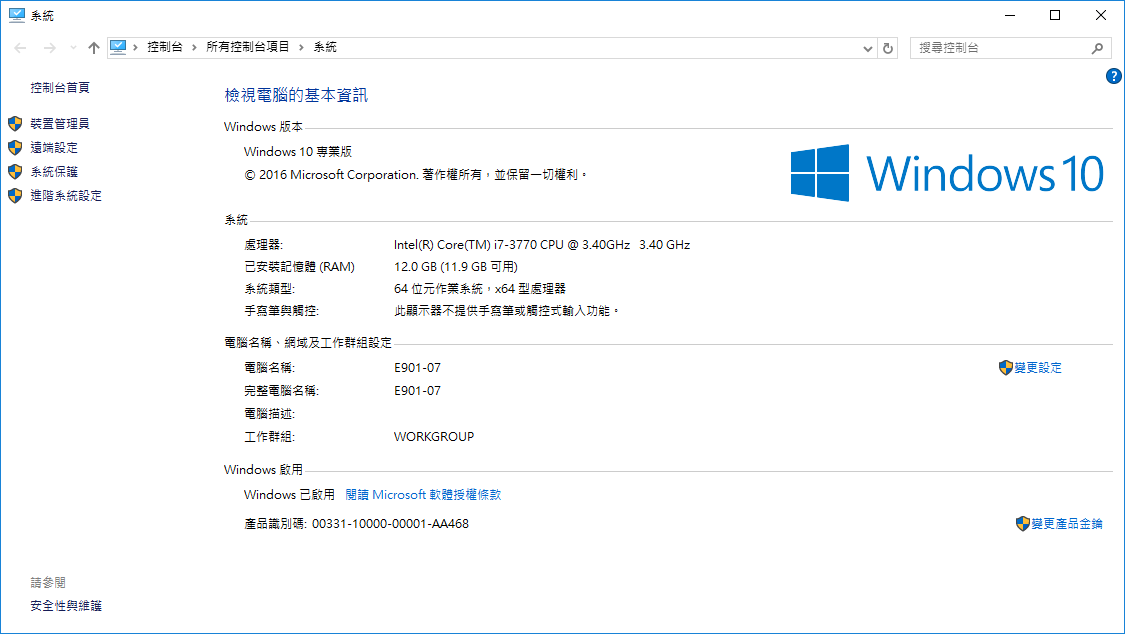 系統
控制台 › 所有控制台項目 › 系統
搜尋控制台
控制台首頁
裝置管理員
遠端設定
系統保護
進階系統設定
檢視電腦的基本資訊
Windows 版本
Windows 10 專業版
© 2016 Microsoft Corporation. 著作權所有，並保留一切權利。
Windows 10
系統
處理器: Intel(R) Core(TM) i7-3770 CPU @ 3.40GHz 3.40 GHz
已安裝記憶體 (RAM) 12.0 GB (11.9 GB 可用)
系統類型: 64 位元作業系統，x64 型處理器
手寫筆與觸控: 此顯示器不提供手寫筆或觸控式輸入功能。
電腦名稱、網域及工作群組設定
電腦名稱: E901-07 變更設定
完整電腦名稱: E901-07
電腦描述:
工作群組: WORKGROUP
Windows 啟用
Windows 已啟用 閱讀 Microsoft 軟體授權條款
產品識別碼: 00331-10000-00001-AA468 變更產品金鑰
請參閱
安全性與維護